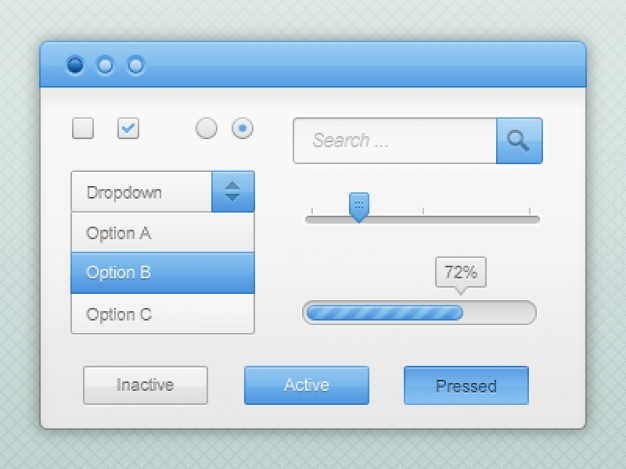 Search ...
Dropdown
Option A
Option B
Option C
72%
Inactive
Active
Pressed